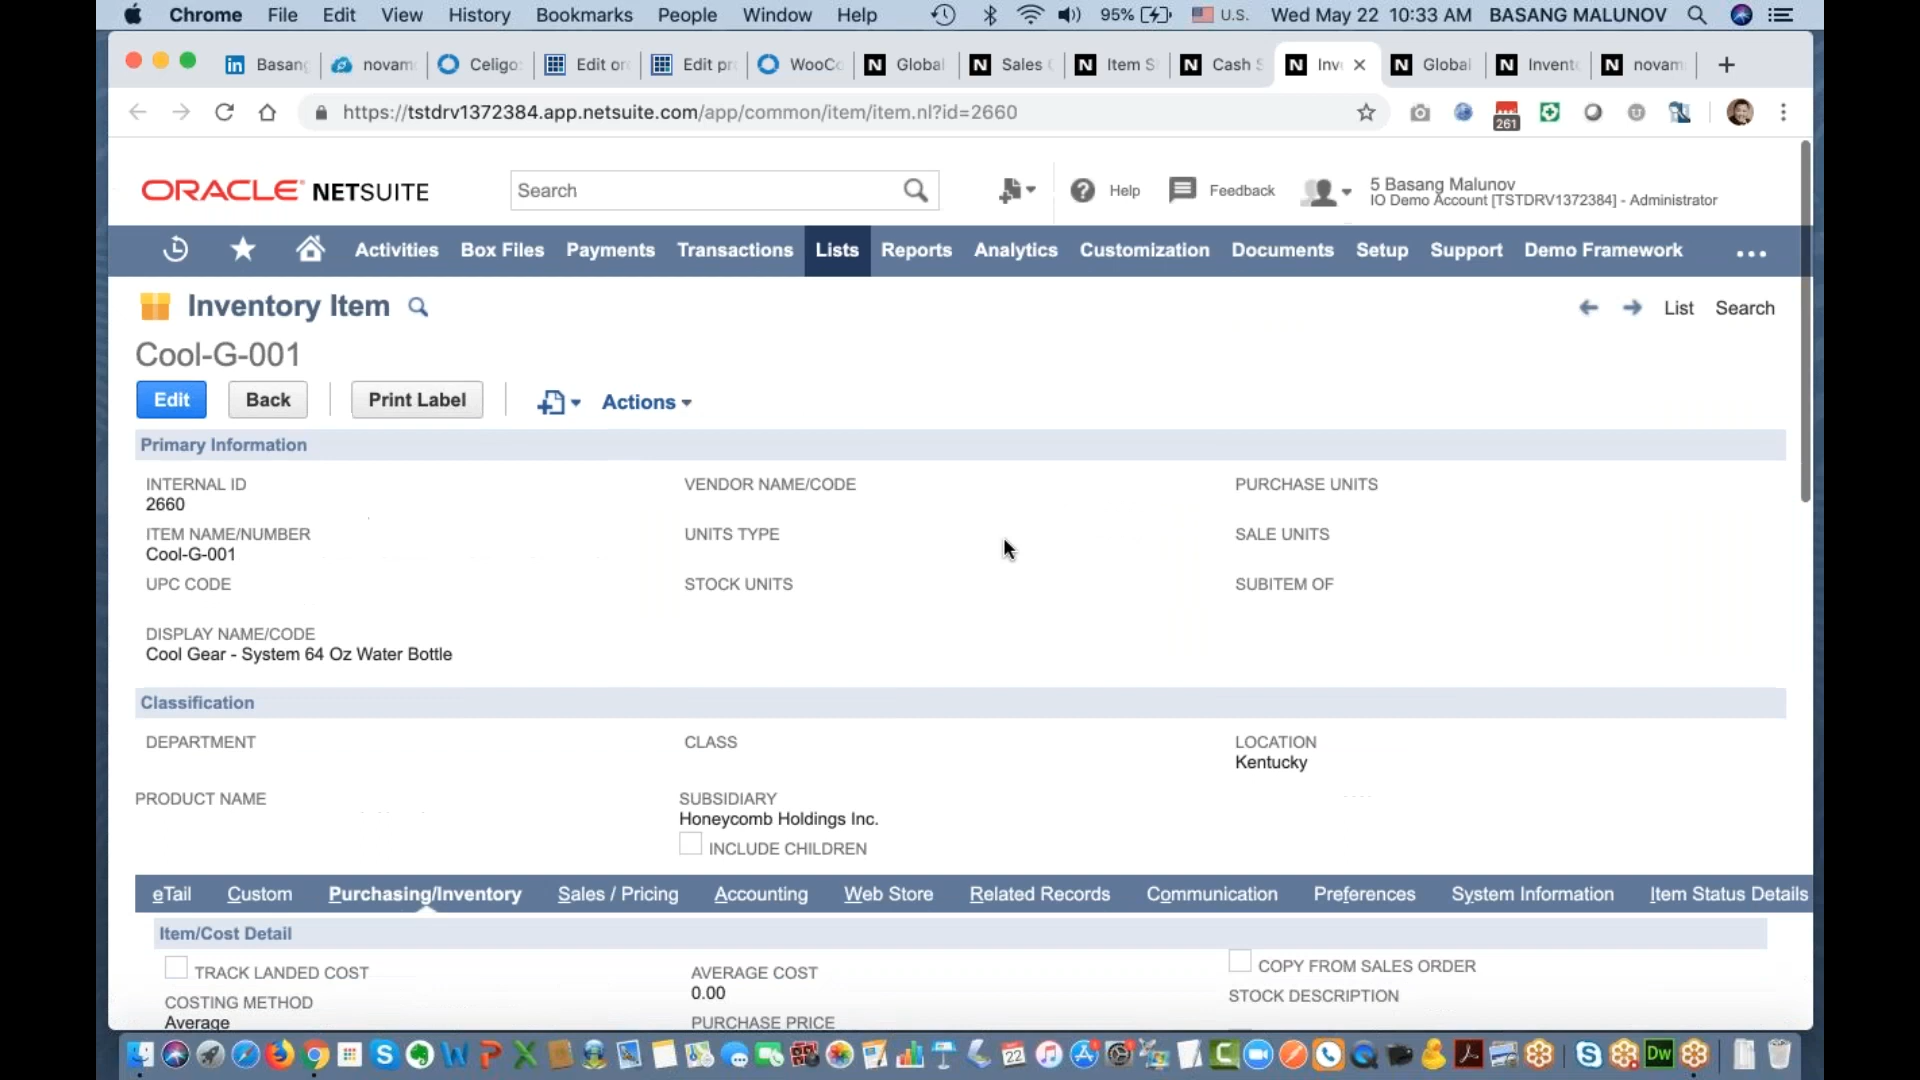 Chrome File Edit View History Bookmarks People Window Help 95% U.S. Wed May 22 10:33 AM BASANG MALUNOV
in Basang novam Celigo Edit or Edit pr WooCo N Global N Sales N Item S N Cash S N Inv N Global N Invent N novam
https://tstdrv1372384.app.netsuite.com/app/common/item/item.nl?id=2660 261
ORACLE NETSUITE Search Help Feedback 5 Basang Malunov
IO Demo Account [TSTDRV1372384] - Administrator
Activities Box Files Payments Transactions Lists Reports Analytics Customization Documents Setup Support Demo Framework
Inventory Item List Search
Cool-G-001
Edit Back Print Label Actions
Primary Information
INTERNAL ID VENDOR NAME/CODE PURCHASE UNITS
2660
ITEM NAME/NUMBER UNITS TYPE SALE UNITS
Cool-G-001
UPC CODE STOCK UNITS SUBITEM OF
DISPLAY NAME/CODE
Cool Gear - System 64 Oz Water Bottle
Classification
DEPARTMENT CLASS LOCATION
Kentucky
PRODUCT NAME SUBSIDIARY
Honeycomb Holdings Inc.
INCLUDE CHILDREN
eTail Custom Purchasing/Inventory Sales / Pricing Accounting Web Store Related Records Communication Preferences System Information Item Status Details
Item/Cost Detail
TRACK LANDED COST AVERAGE COST COPY FROM SALES ORDER
0.00 STOCK DESCRIPTION
COSTING METHOD
Average PURCHASE PRICE
22 Dw